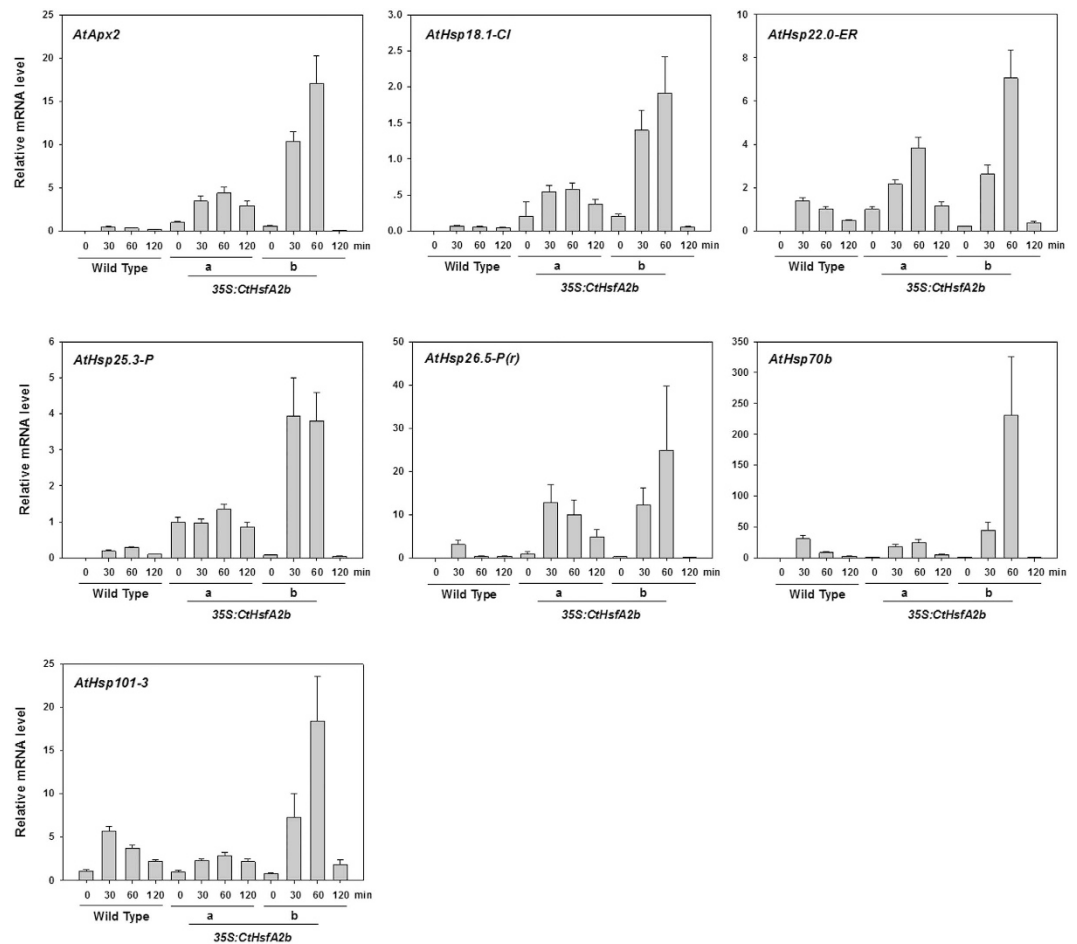 AtApx2
Relative mRNA level
25
20
15
10
5
0
0 30 60 120 0 30 60 120 0 30 60 120 min
Wild Type a b
35S:CtHsfA2b
AtHsp18.1-CI
3.0
2.5
2.0
1.5
1.0
.5
0.0
0 30 60 120 0 30 60 120 0 30 60 120 min
Wild Type a b
35S:CtHsfA2b
AtHsp22.0-ER
10
8
6
4
2
0
0 30 60 120 0 30 60 120 0 30 60 120 min
Wild Type a b
35S:CtHsfA2b
AtHsp25.3-P
Relative mRNA level
6
5
4
3
2
1
0
0 30 60 120 0 30 60 120 0 30 60 120 min
Wild Type a b
35S:CtHsfA2b
AtHsp26.5-P(r)
50
40
30
20
10
0
0 30 60 120 0 30 60 120 0 30 60 120 min
Wild Type a b
35S:CtHsfA2b
AtHsp70b
350
300
250
200
150
100
50
0
0 30 60 120 0 30 60 120 0 30 60 120 min
Wild Type a b
35S:CtHsfA2b
AtHsp101-3
Relative mRNA level
25
20
15
10
5
0
0 30 60 120 0 30 60 120 0 30 60 120 min
Wild Type a b
35S:CtHsfA2b